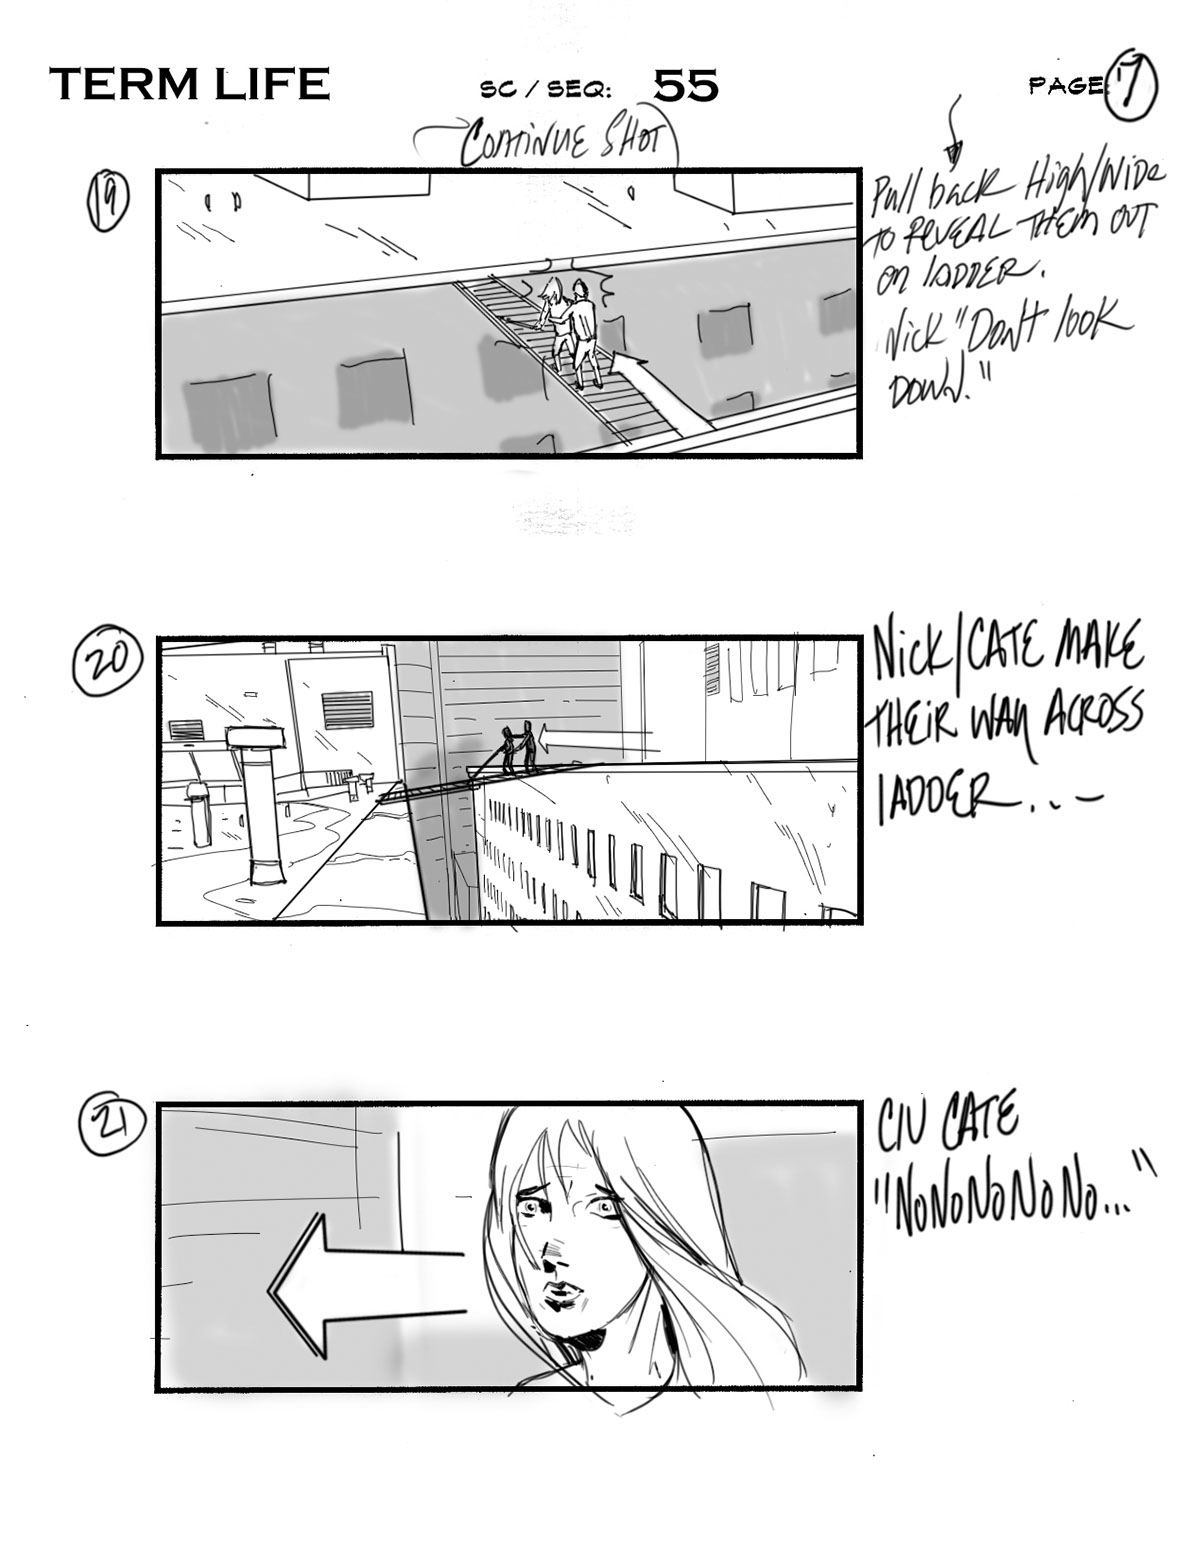 TERM LIFE
SC / SEQ: 55
PAGE: 7
CONTINUE SHOT
19
Pull back High/Wide
to REVEAL THEM OUT
ON LADDER.
Nick "Don't look
DOWN."
20
Nick/CATE MAKE
THEIR WAY ACROSS
LADDER...
21
C/U CATE
"NoNoNoNoNo..."